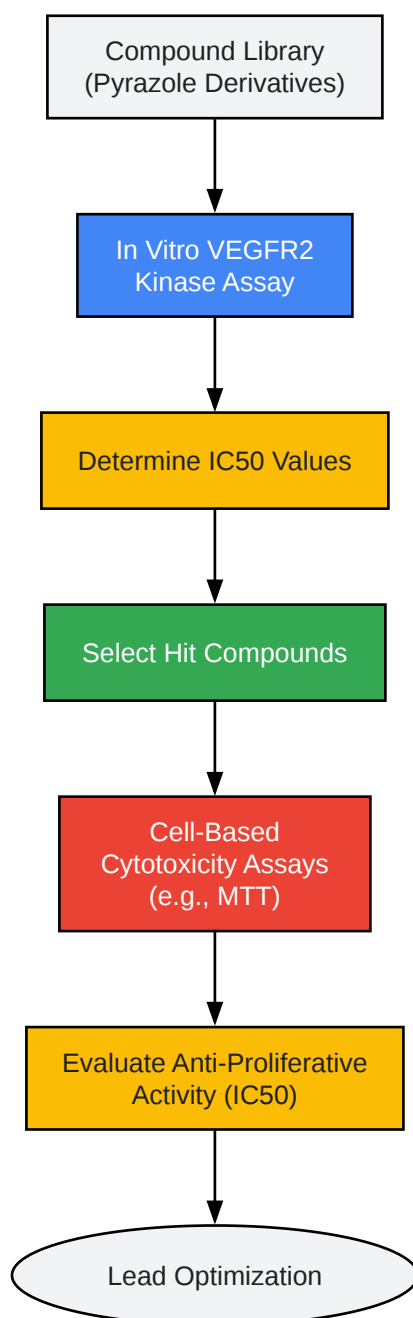 Compound Library
(Pyrazole Derivatives)
In Vitro VEGFR2
Kinase Assay
Determine IC50 Values
Select Hit Compounds
Cell-Based
Cytotoxicity Assays
(e.g., MTT)
Evaluate Anti-Proliferative
Activity (IC50)
Lead Optimization